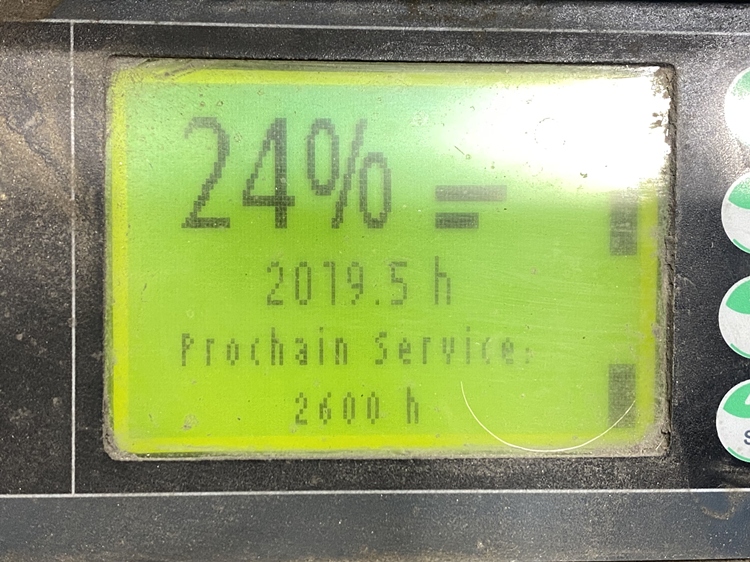 24%
2019.5 h
Prochain Service:
2600 h
S